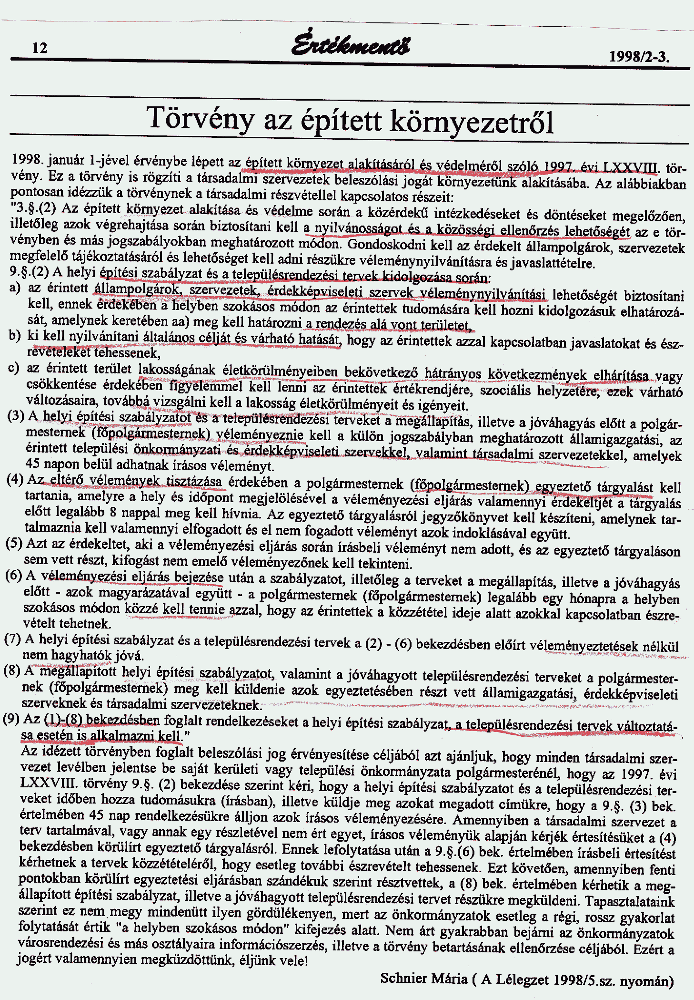 12
Értékmentő
1998/2-3.
Törvény az épített környezetről
1998. január 1-jével érvénybe lépett az épített környezet alakításáról és védelméről szóló 1997. évi LXXVIII. tör-
vény. Ez a törvény is rögzíti a társadalmi szervezetek beleszólási jogát környezetünk alakításába. Az alábbiakban
pontosan idézzük a törvénynek a társadalmi részvétellel kapcsolatos részeit:
"3.§.(2) Az épített környezet alakítása és védelme során a közérdekű intézkedéseket és döntéseket megelőzően,
illetőleg azok végrehajtása során biztosítani kell a nyilvánosságot és a közösségi ellenőrzés lehetőségét az e tör-
vényben és más jogszabályokban meghatározott módon. Gondoskodni kell az érdekelt állampolgárok, szervezetek
megfelelő tájékoztatásáról és lehetőséget kell adni részükre véleménynyilvánításra és javaslattételre.
9.§.(2) A helyi építési szabályzat és a településrendezési tervek kidolgozása során:
a) az érintett állampolgárok, szervezetek, érdekképviseleti szervek véleménynyilvánítási lehetőségét biztosítani
kell, ennek érdekében a helyben szokásos módon az érintettek tudomására kell hozni kidolgozásuk elhatározá-
sát, amelynek keretében aa) meg kell határozni a rendezés alá vont területet,
b) ki kell nyilvánítani általános célját és várható hatását, hogy az érintettek azzal kapcsolatban javaslatokat és ész-
revételeket tehessenek,
c) az érintett terület lakosságának életkörülményeiben bekövetkező hátrányos következmények elhárítása vagy
csökkentése érdekében figyelemmel kell lenni az érintettek értékrendjére, szociális helyzetére, ezek várható
változásaira, továbbá vizsgálni kell a lakosság életkörülményeit és igényeit.
(3) A helyi építési szabályzatot és a településrendezési terveket a megállapítás, illetve a jóváhagyás előtt a polgár-
mesternek (főpolgármesternek) véleményeznie kell a külön jogszabályban meghatározott államigazgatási, az
érintett települési önkormányzati és érdekképviseleti szervekkel, valamint társadalmi szervezetekkel, amelyek
45 napon belül adhatnak írásos véleményt.
(4) Az eltérő vélemények tisztázása érdekében a polgármesternek (főpolgármesternek) egyeztető tárgyalást kell
tartania, amelyre a hely és időpont megjelölésével a véleményezési eljárás valamennyi érdekeltjét a tárgyalás
előtt legalább 8 nappal meg kell hívnia. Az egyeztető tárgyalásról jegyzőkönyvet kell készíteni, amelynek tar-
talmaznia kell valamennyi elfogadott és el nem fogadott véleményt azok indoklásával együtt.
(5) Azt az érdekeltet, aki a véleményezési eljárás során írásbeli véleményt nem adott, és az egyeztető tárgyaláson
sem vett részt, kifogást nem emelő véleményezőnek kell tekinteni.
(6) A véleményezési eljárás bejezése után a szabályzatot, illetőleg a terveket a megállapítás, illetve a jóváhagyás
előtt - azok magyarázatával együtt - a polgármesternek (főpolgármesternek) legalább egy hónapra a helyben
szokásos módon közzé kell tennie azzal, hogy az érintettek a közzététel ideje alatt azokkal kapcsolatban észre-
vételt tehetnek.
(7) A helyi építési szabályzat és a településrendezési tervek a (2) - (6) bekezdésben előírt véleményeztetések nélkül
nem hagyhatók jóvá.
(8) A megállapított helyi építési szabályzatot, valamint a jóváhagyott településrendezési terveket a polgármester-
nek (főpolgármesternek) meg kell küldenie azok egyeztetésében részt vett államigazgatási, érdekképviseleti
szerveknek és társadalmi szervezeteknek.
(9) Az (1)-(8) bekezdésben foglalt rendelkezéseket a helyi építési szabályzat, a településrendezési tervek változtatá-
sa esetén is alkalmazni kell."
Az idézett törvényben foglalt beleszólási jog érvényesítése céljából azt ajánljuk, hogy minden társadalmi szer-
vezet levélben jelentse be saját kerületi vagy települési önkormányzata polgármesterénél, hogy az 1997. évi
LXXVIII. törvény 9.§. (2) bekezdése szerint kéri, hogy a helyi építési szabályzatot és a településrendezési ter-
veket időben hozza tudomásukra (írásban), illetve küldje meg azokat megadott címükre, hogy a 9.§. (3) bek.
értelmében 45 nap rendelkezésükre álljon azok írásos véleményezésére. Amennyiben a társadalmi szervezet a
terv tartalmával, vagy annak egy részletével nem ért egyet, írásos véleményük alapján kérjék értesítésüket a (4)
bekezdésben körülírt egyeztető tárgyalásról. Ennek lefolytatása után a 9.§.(6) bek. értelmében írásbeli értesítést
kérhetnek a tervek közzétételéről, hogy esetleg további észrevételt tehessenek. Ezt követően, amennyiben fenti
pontokban körülírt egyeztetési eljárásban szándékuk szerint résztvettek, a (8) bek. értelmében kérhetik a meg-
állapított építési szabályzat, illetve a jóváhagyott településrendezési tervet részükre megküldeni. Tapasztalataink
szerint ez nem megy mindenütt ilyen gördülékenyen, mert az önkormányzatok esetleg a régi, rossz gyakorlat
folytatását értik "a helyben szokásos módon" kifejezés alatt. Nem árt gyakrabban bejárni az önkormányzatok
városrendezési és más osztályaira információszerzés, illetve a törvény betartásának ellenőrzése céljából. Ezért a
jogért valamennyien megküzdöttünk, éljünk vele!
Schnier Mária ( A Lélegzet 1998/5.sz. nyomán)